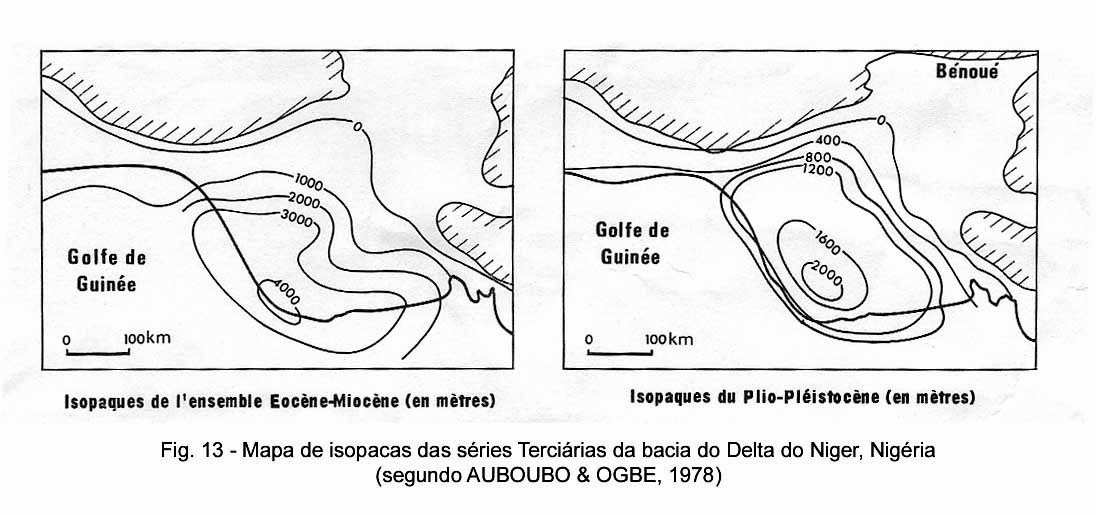 0
1000
2000
3000
4000
Golfe de
Guinée
0 100km
Isopaques de l'ensemble Eocène-Miocène (en mètres)
Bénoué
0
400
800
1200
1600
2000
Golfe de
Guinée
0 100km
Isopaques du Plio-Pléistocène (en mètres)
Fig. 13 - Mapa de isopacas das séries Terciárias da bacia do Delta do Niger, Nigéria
(segundo AUBOUBO & OGBE, 1978)